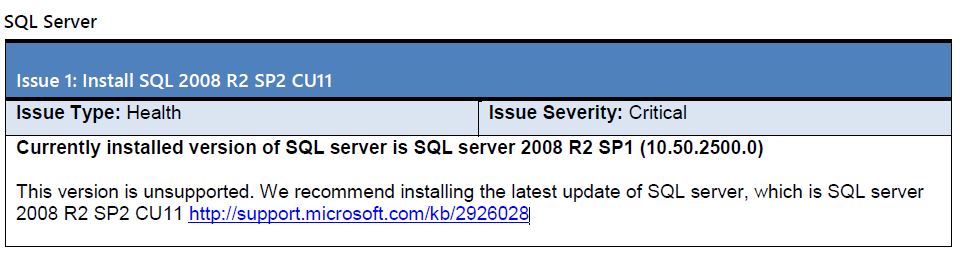 SQL Server
Issue 1: Install SQL 2008 R2 SP2 CU11
Issue Type: Health
Issue Severity: Critical
Currently installed version of SQL server is SQL server 2008 R2 SP1 (10.50.2500.0)
This version is unsupported. We recommend installing the latest update of SQL server, which is SQL server
2008 R2 SP2 CU11 http://support.microsoft.com/kb/2926028